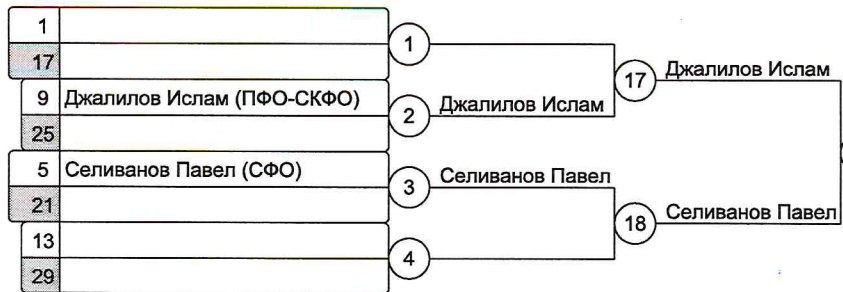 1
17
1
9 Джалилов Ислам (ПФО-СКФО)
25
2 Джалилов Ислам
17 Джалилов Ислам
5 Селиванов Павел (СФО)
21
3 Селиванов Павел
13
29
4
18 Селиванов Павел